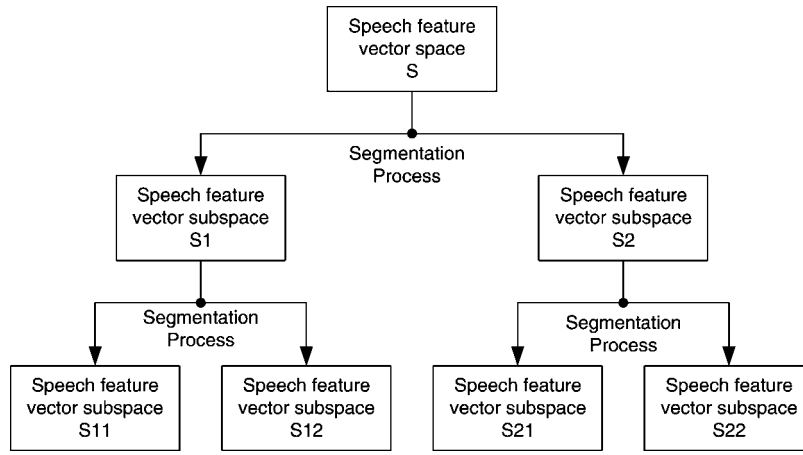 Speech feature
vector space
S
Segmentation
Process
Speech feature
vector subspace
S1
Speech feature
vector subspace
S2
Segmentation
Process
Segmentation
Process
Speech feature
vector subspace
S11
Speech feature
vector subspace
S12
Speech feature
vector subspace
S21
Speech feature
vector subspace
S22